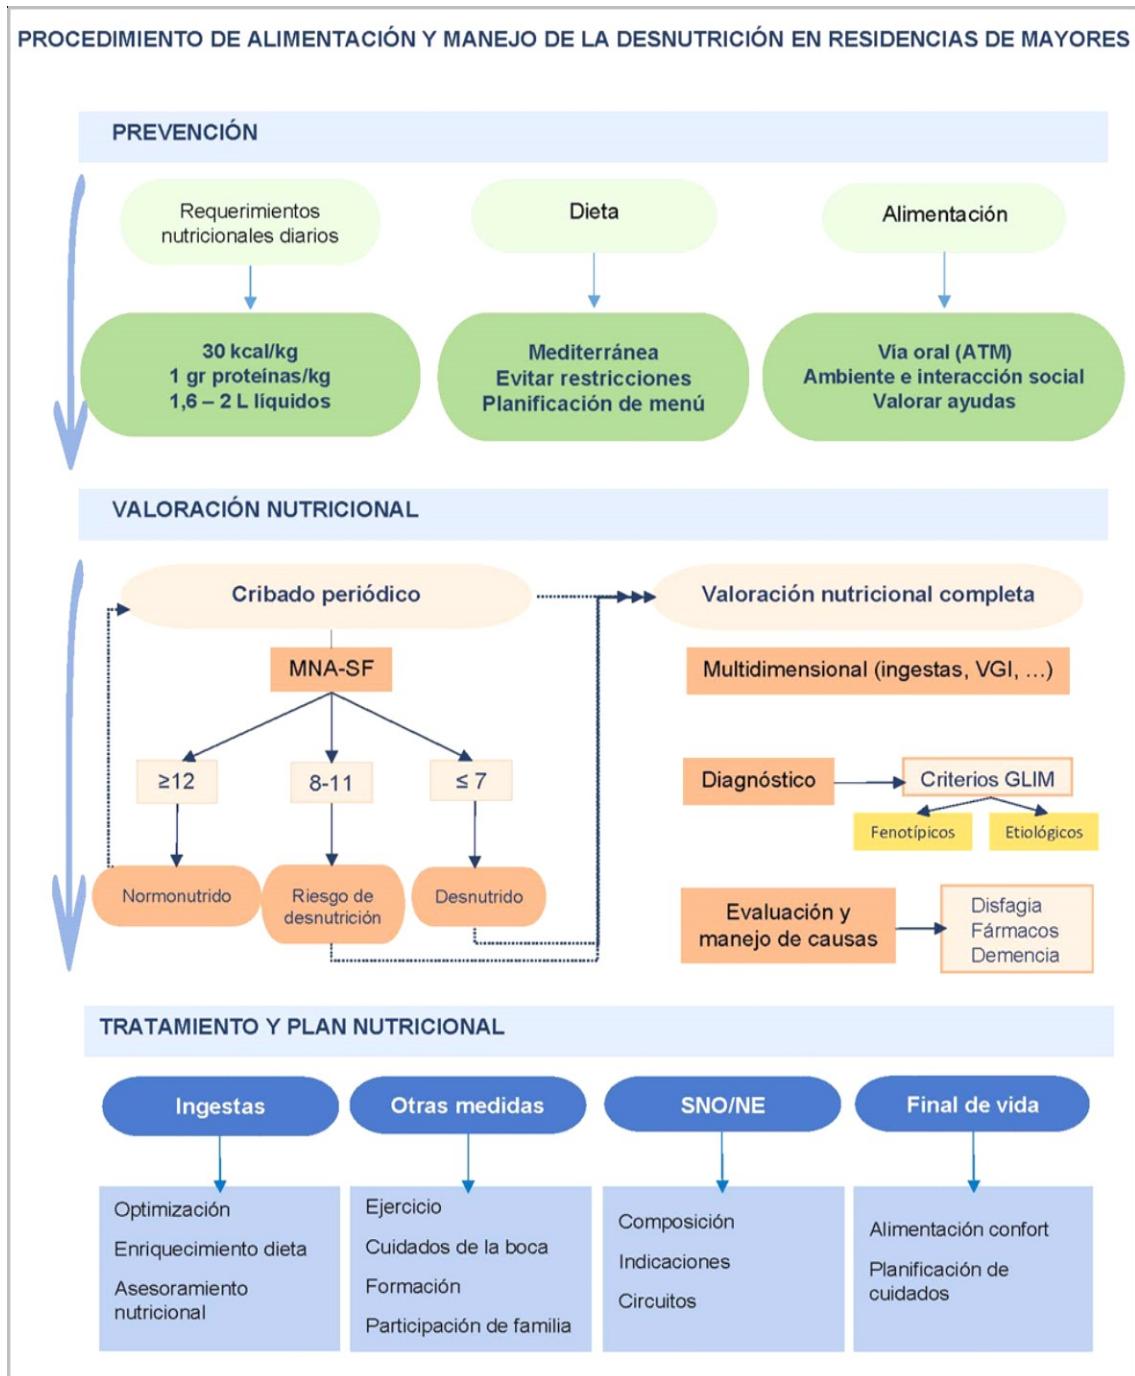 PROCEDIMIENTO DE ALIMENTACIÓN Y MANEJO DE LA DESNUTRICIÓN EN RESIDENCIAS DE MAYORES
PREVENCIÓN
Requerimientos
nutricionales diarios
Dieta
Alimentación
30 kcal/kg
1 gr proteínas/kg
1,6 – 2 L líquidos
Mediterránea
Evitar restricciones
Planificación de menú
Vía oral (ATM)
Ambiente e interacción social
Valorar ayudas
VALORACIÓN NUTRICIONAL
Cribado periódico
MNA-SF
≥12
8-11
≤ 7
Normonutrido
Riesgo de
desnutrición
Desnutrido
Valoración nutricional completa
Multidimensional (ingestas, VGI, …)
Diagnóstico
Criterios GLIM
Fenotípicos
Etiológicos
Evaluación y
manejo de causas
Disfagia
Fármacos
Demencia
TRATAMIENTO Y PLAN NUTRICIONAL
Ingestas
Optimización
Enriquecimiento dieta
Asesoramiento
nutricional
Otras medidas
Ejercicio
Cuidados de la boca
Formación
Participación de familia
SNO/NE
Composición
Indicaciones
Circuitos
Final de vida
Alimentación confort
Planificación de
cuidados